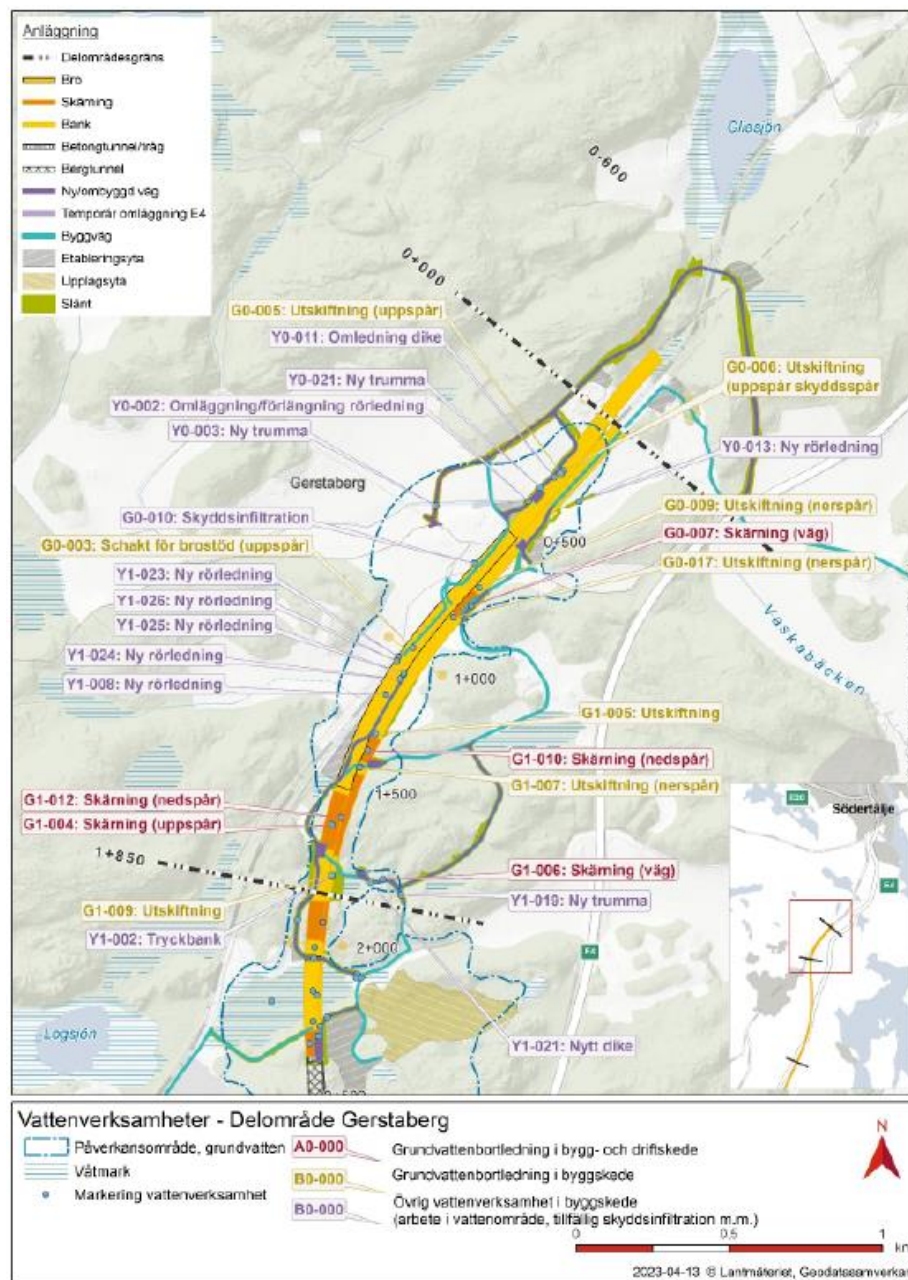 Anläggning
Delområdesgräns
Bro
Skärning
Bank
Betongtunnel/tråg
Bergtunnel
Ny/ombyggd väg
Temporär omläggning E4
Byggväg
Etableringsyta
Upplagsyta
Slänt
Glasjön
0-600
0+000
G0-005: Utskiftning (uppspår)
Y0-011: Omledning dike
Y0-021: Ny trumma
Y0-002: Omläggning/förlängning rörledning
Y0-003: Ny trumma
G0-006: Utskiftning
(uppspår skyddsspår
Y0-013: Ny rörledning
Gerstaberg
G0-009: Utskiftning (nerspår)
G0-010: Skyddsinfiltration
0+500
G0-007: Skärning (väg)
G0-003: Schakt för brostöd (uppspår)
G0-017: Utskiftning (nerspår)
Y1-023: Ny rörledning
Y1-026: Ny rörledning
Y1-025: Ny rörledning
Y1-024: Ny rörledning
Y1-008: Ny rörledning
Vaskabäcken
1+000
G1-005: Utskiftning
G1-010: Skärning (nedspår)
G1-007: Utskiftning (nerspår)
1+500
G1-012: Skärning (nedspår)
G1-004: Skärning (uppspår)
1+850
G1-006: Skärning (väg)
Y1-019: Ny trumma
G1-009: Utskiftning
Y1-002: Tryckbank
2+000
E4
Y1-021: Nytt dike
Logsjön
E20
Södertälje
E4
Vattenverksamheter - Delområde Gerstaberg
Påverkansområde, grundvatten
Våtmark
Markering vattenverksamhet
A0-000
Grundvattenbortledning i bygg- och driftskede
B0-000
Grundvattenbortledning i byggskede
B0-000
Övrig vattenverksamhet i byggskede
(arbete i vattenområde, tillfällig skyddsinfiltration m.m.)
N
0
0,5
1
km
2023-04-13 © Lantmäteriet, Geodatasamverkan